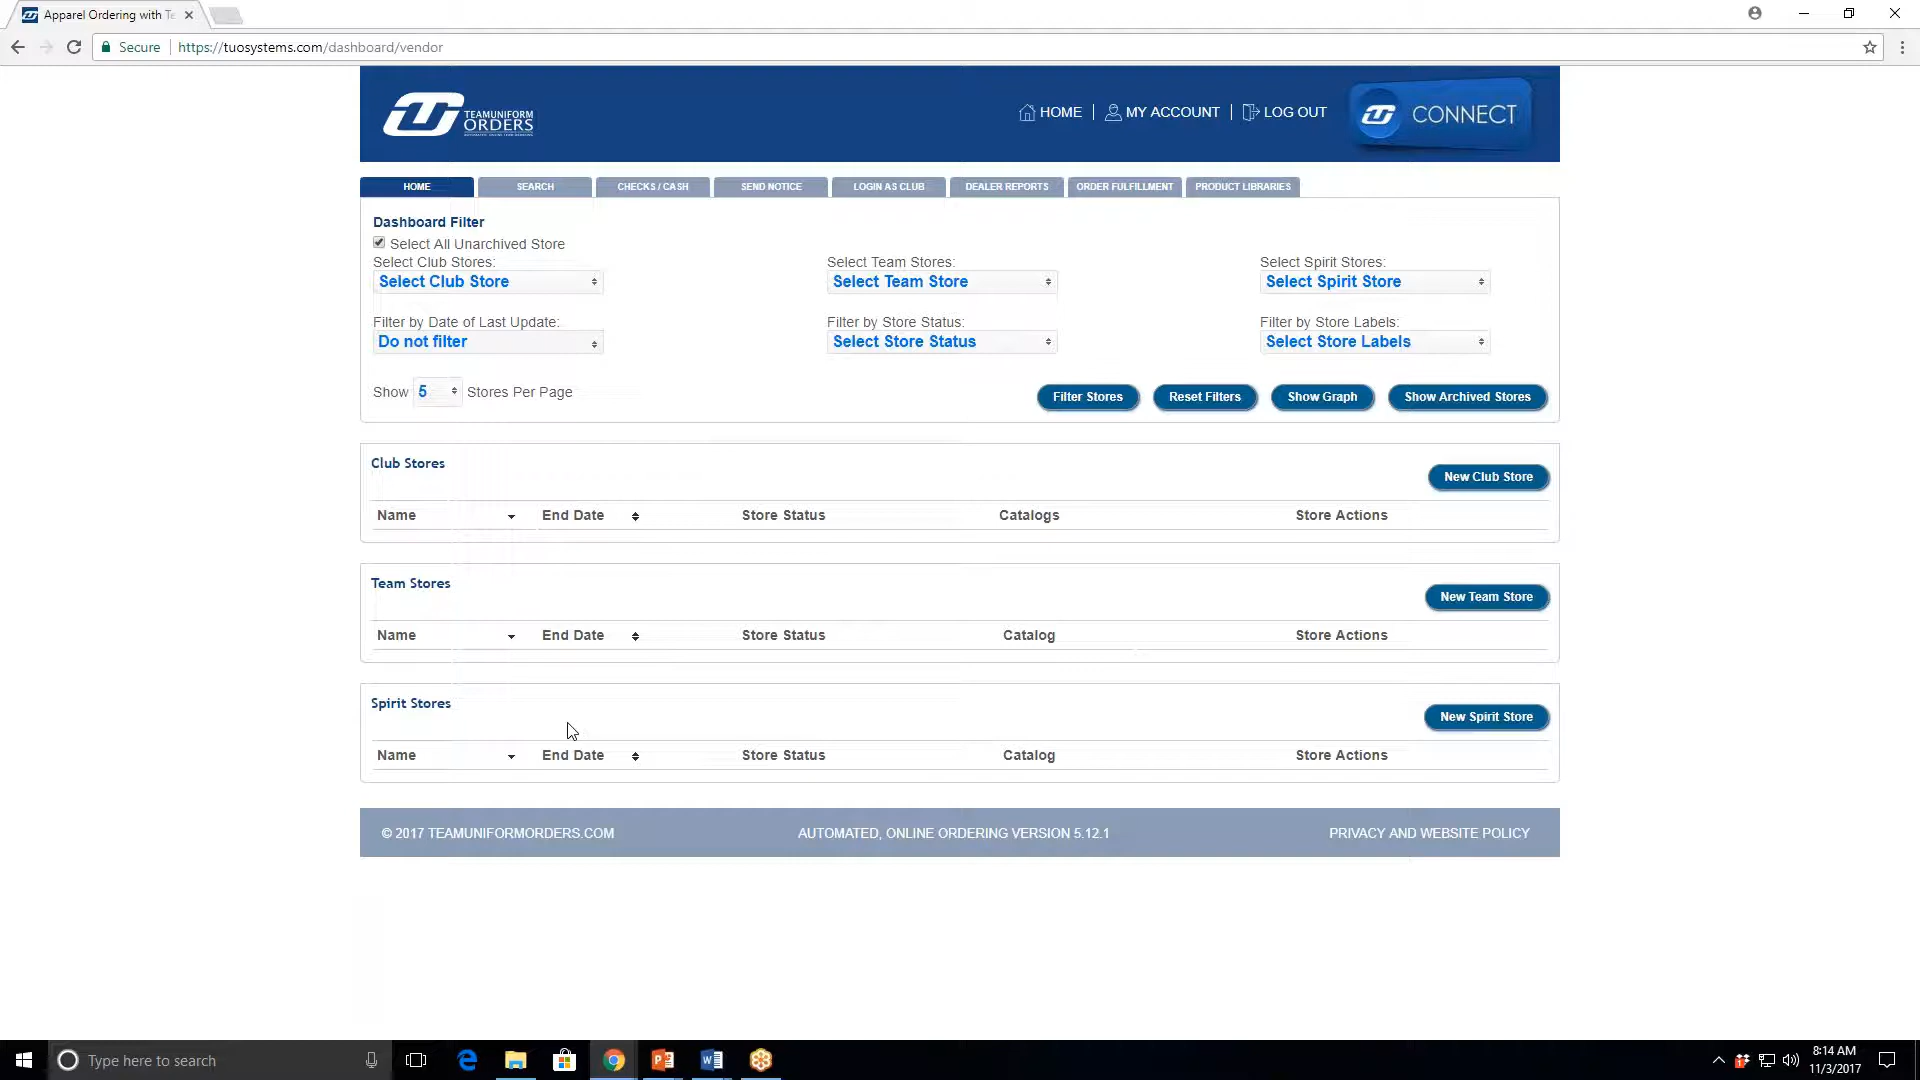 Apparel Ordering with Te
Secure https://tuosystems.com/dashboard/vendor
TEAMUNIFORM
ORDERS
HOME MY ACCOUNT LOG OUT CONNECT
HOME SEARCH CHECKS / CASH SEND NOTICE LOGIN AS CLUB DEALER REPORTS ORDER FULFILLMENT PRODUCT LIBRARIES
Dashboard Filter
Select All Unarchived Store
Select Club Stores: Select Team Stores: Select Spirit Stores:
Select Club Store Select Team Store Select Spirit Store
Filter by Date of Last Update: Filter by Store Status: Filter by Store Labels:
Do not filter Select Store Status Select Store Labels
Show 5 Stores Per Page Filter Stores Reset Filters Show Graph Show Archived Stores
Club Stores
New Club Store
Name End Date Store Status Catalogs Store Actions
Team Stores
New Team Store
Name End Date Store Status Catalog Store Actions
Spirit Stores
New Spirit Store
Name End Date Store Status Catalog Store Actions
© 2017 TEAMUNIFORMORDERS.COM AUTOMATED, ONLINE ORDERING VERSION 5.12.1 PRIVACY AND WEBSITE POLICY
Type here to search
8:14 AM
11/3/2017